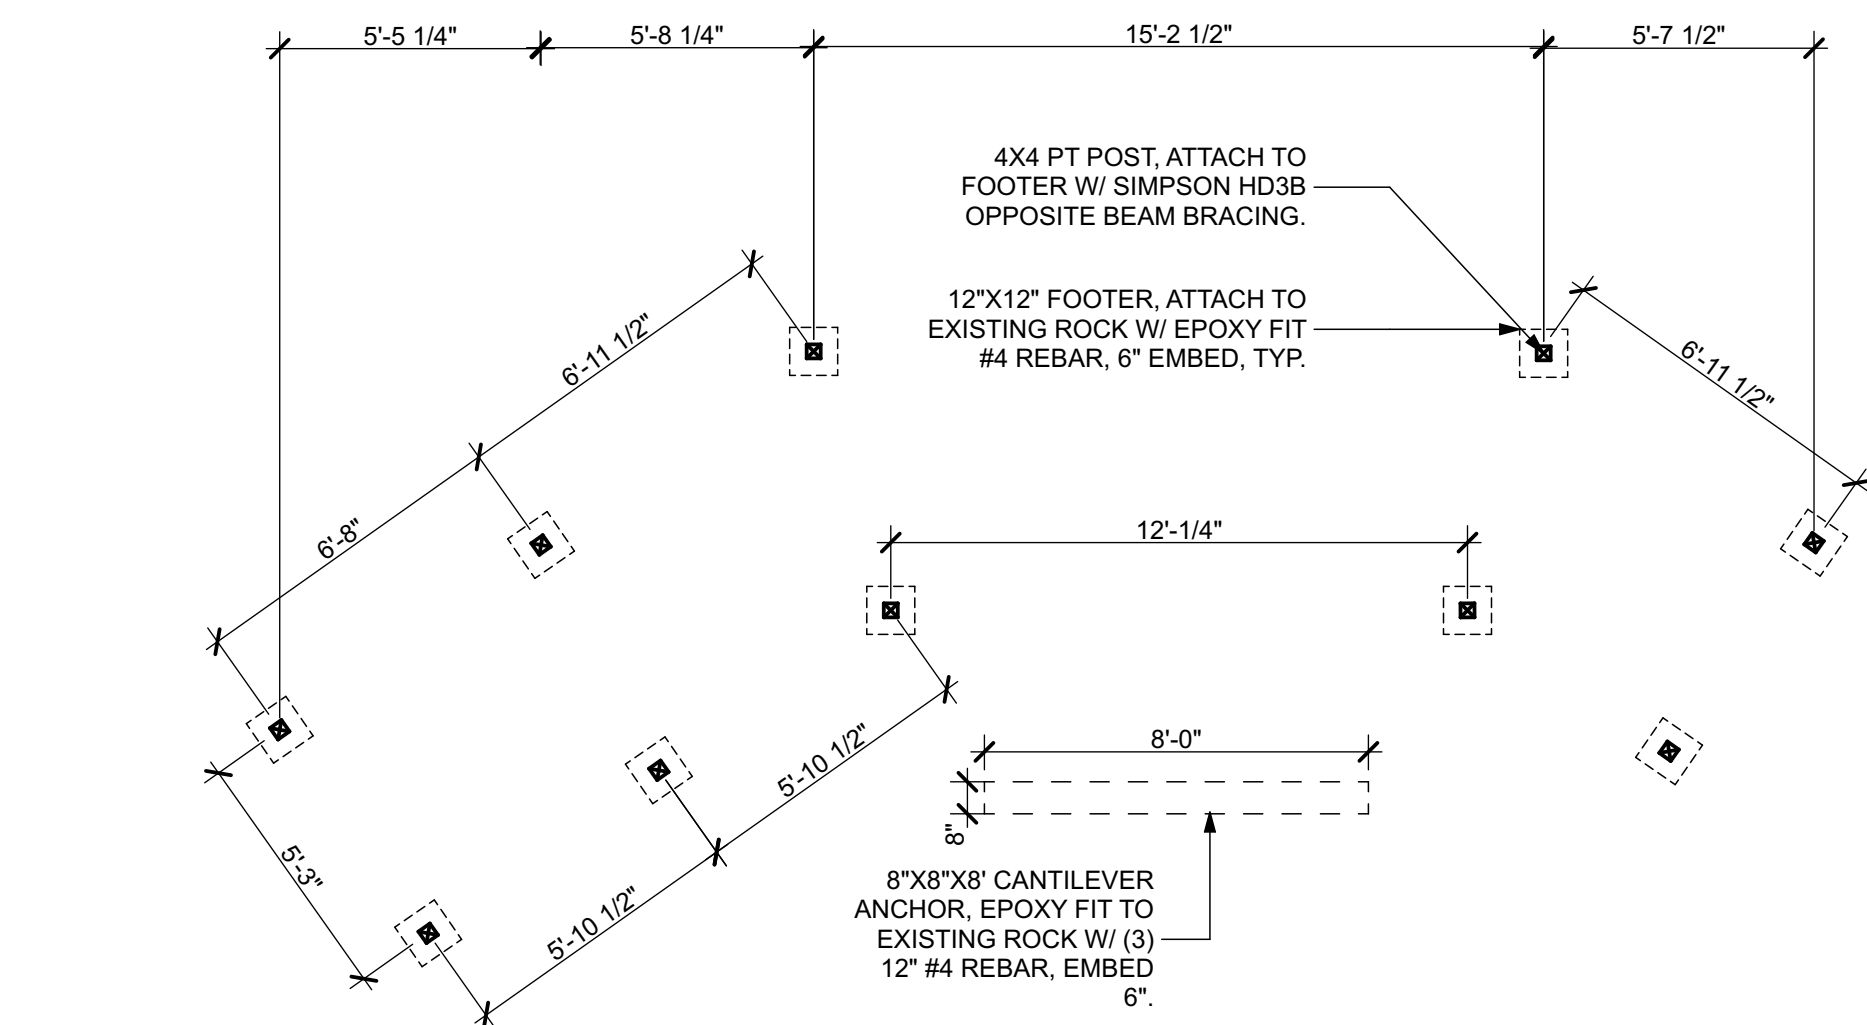 5'-5 1/4"
5'-8 1/4"
15'-2 1/2"
5'-7 1/2"
4X4 PT POST, ATTACH TO
FOOTER W/ SIMPSON HD3B
OPPOSITE BEAM BRACING.
12"X12" FOOTER, ATTACH TO
EXISTING ROCK W/ EPOXY FIT
#4 REBAR, 6" EMBED, TYP.
6'-11 1/2"
6'-11 1/2"
6'-8"
12'-1/4"
8'-0"
5'-10 1/2"
8"
5'-3"
5'-10 1/2"
8"X8"X8' CANTILEVER
ANCHOR, EPOXY FIT TO
EXISTING ROCK W/ (3)
12" #4 REBAR, EMBED
6".